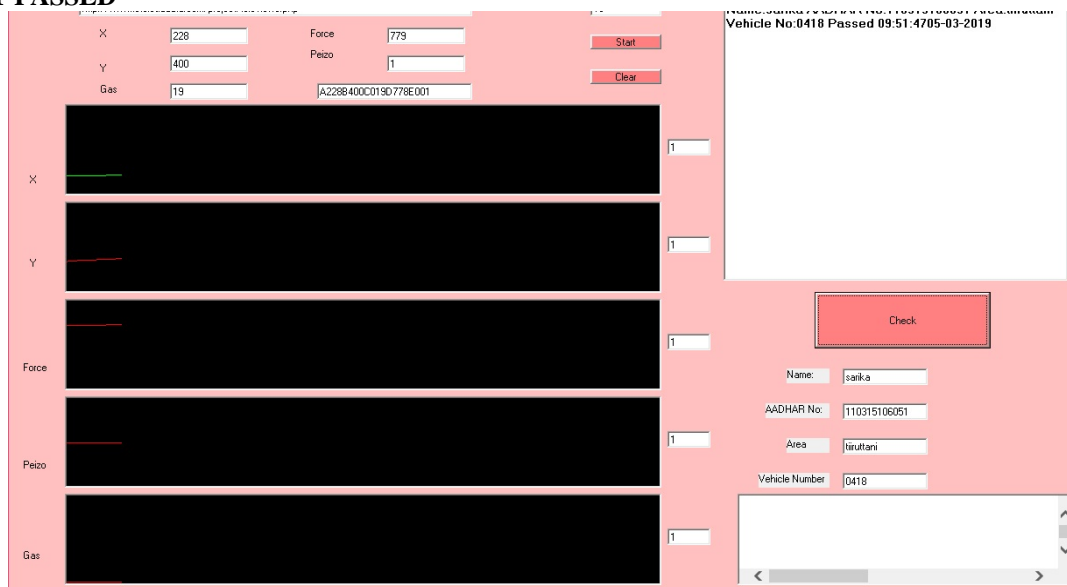 PASSED
Vehicle No:0418 Passed 09:51:4705-03-2019
X 228 Force 779 Start
Y 400 Peizo 1 Clear
Gas 19 A228B400C019D778E001
X 1
Y 1
Force 1
Peizo 1
Gas 1
Check
Name: sarika
AADHAR No: 110315106051
Area tiruttani
Vehicle Number 0418